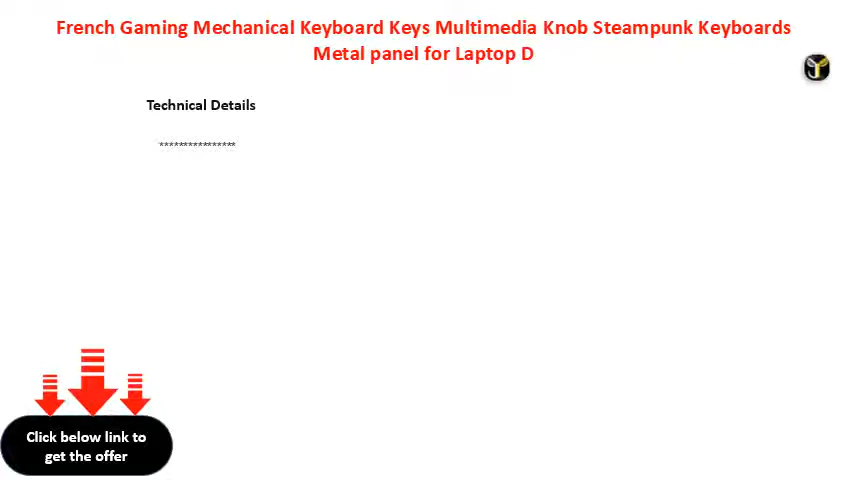 French Gaming Mechanical Keyboard Keys Multimedia Knob Steampunk Keyboards
Metal panel for Laptop D
Technical Details
****************
Click below link to
get the offer